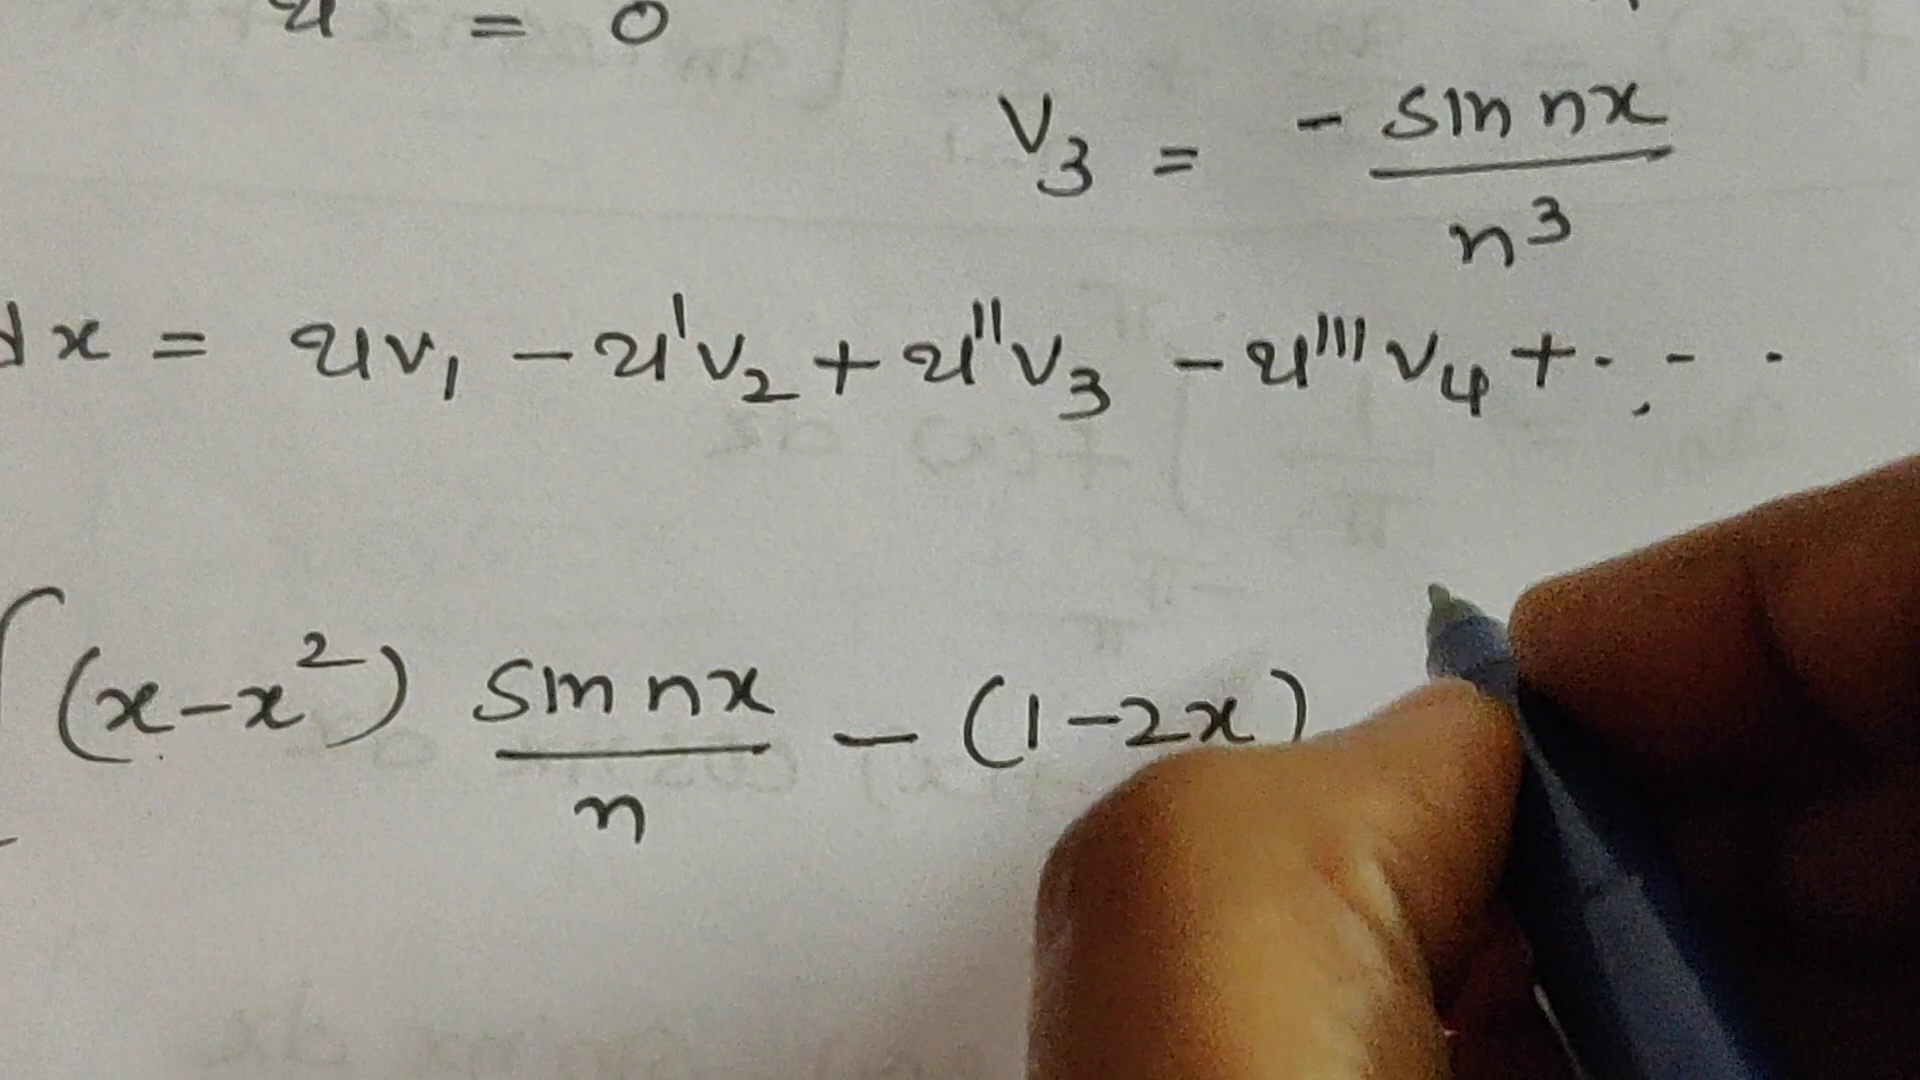 u = 0
V₃ = - sin nx / n³
dx = uv₁ - u'v₂ + u''v₃ - u'''v₄ + . . .
[(x-x²) sin nx / n - (1-2x)